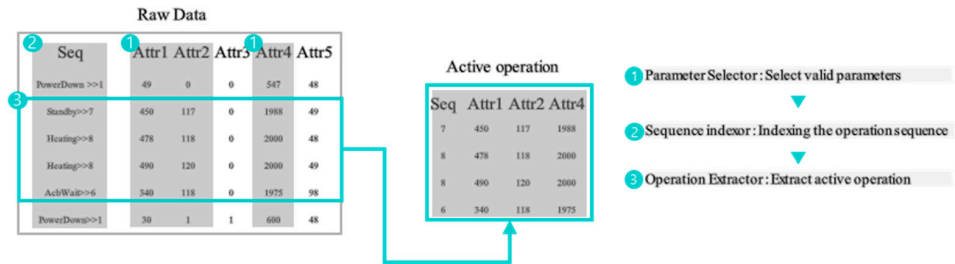 Raw Data
2 1 1
Seq Attr1 Attr2 Attr3 Attr4 Attr5
PowerDown >>1 49 0 0 547 48
3
Standby>>7 450 117 0 1988 49
Heating>>8 478 118 0 2000 48
Heating>>8 490 120 0 2000 49
AcbWait>>6 340 118 0 1975 98
PowerDown>>1 30 1 1 600 48
Active operation
Seq Attr1 Attr2 Attr4
7 450 117 1988
8 478 118 2000
8 490 120 2000
6 340 118 1975
1 Parameter Selector : Select valid parameters
2 Sequence indexor : Indexing the operation sequence
3 Operation Extractor : Extract active operation